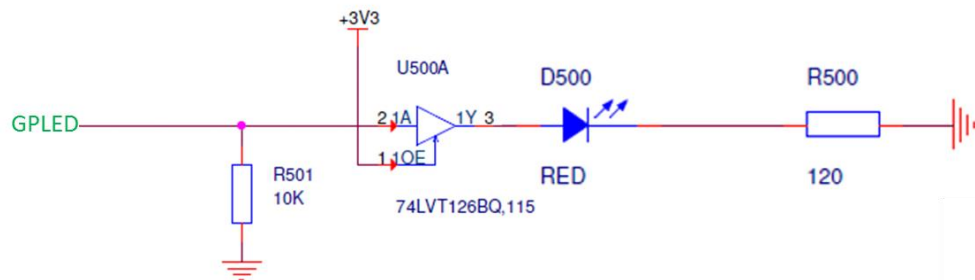 +3V3
U500A
D500
R500
GPLED
2 1A
1Y 3
1 1OE
R501
10K
RED
120
74LVT126BQ,115